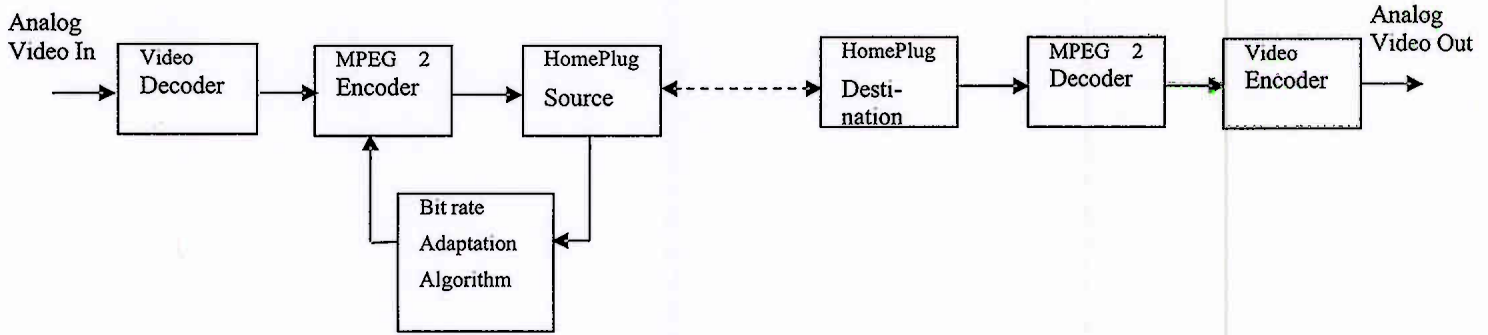 Analog
Video In
Video
Decoder
MPEG 2
Encoder
HomePlug
Source
HomePlug
Desti-
nation
MPEG 2
Decoder
Video
Encoder
Analog
Video Out
Bit rate
Adaptation
Algorithm